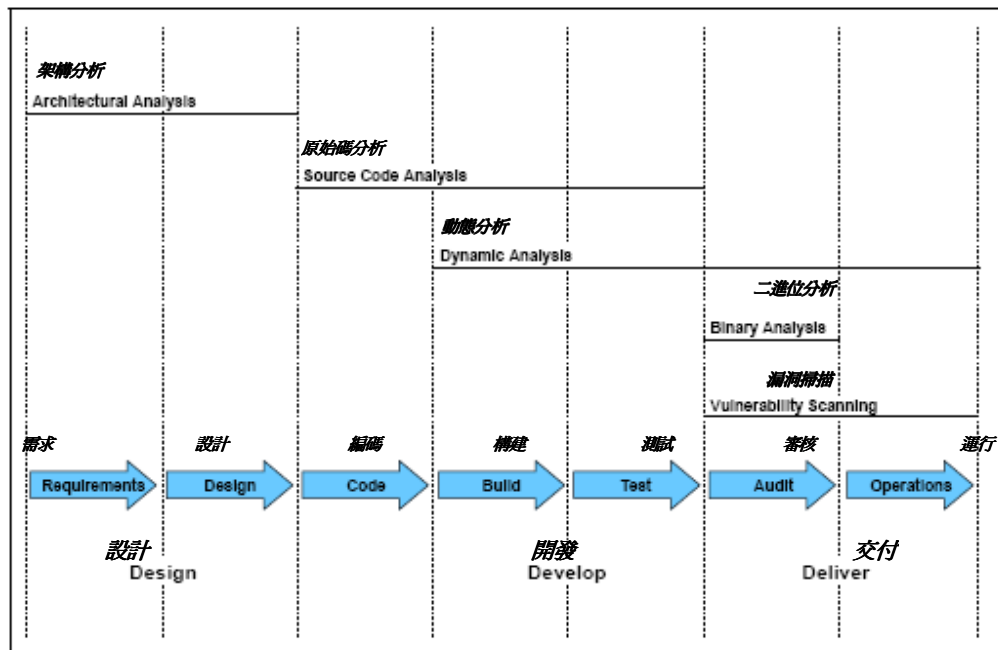 架構分析
Architectural Analysis
原始碼分析
Source Code Analysis
動態分析
Dynamic Analysis
二進位分析
Binary Analysis
漏洞掃描
Vulnerability Scanning
需求 設計 編碼 構建 測試 審核 運行
Requirements Design Code Build Test Audit Operations
設計 開發 交付
Design Develop Deliver